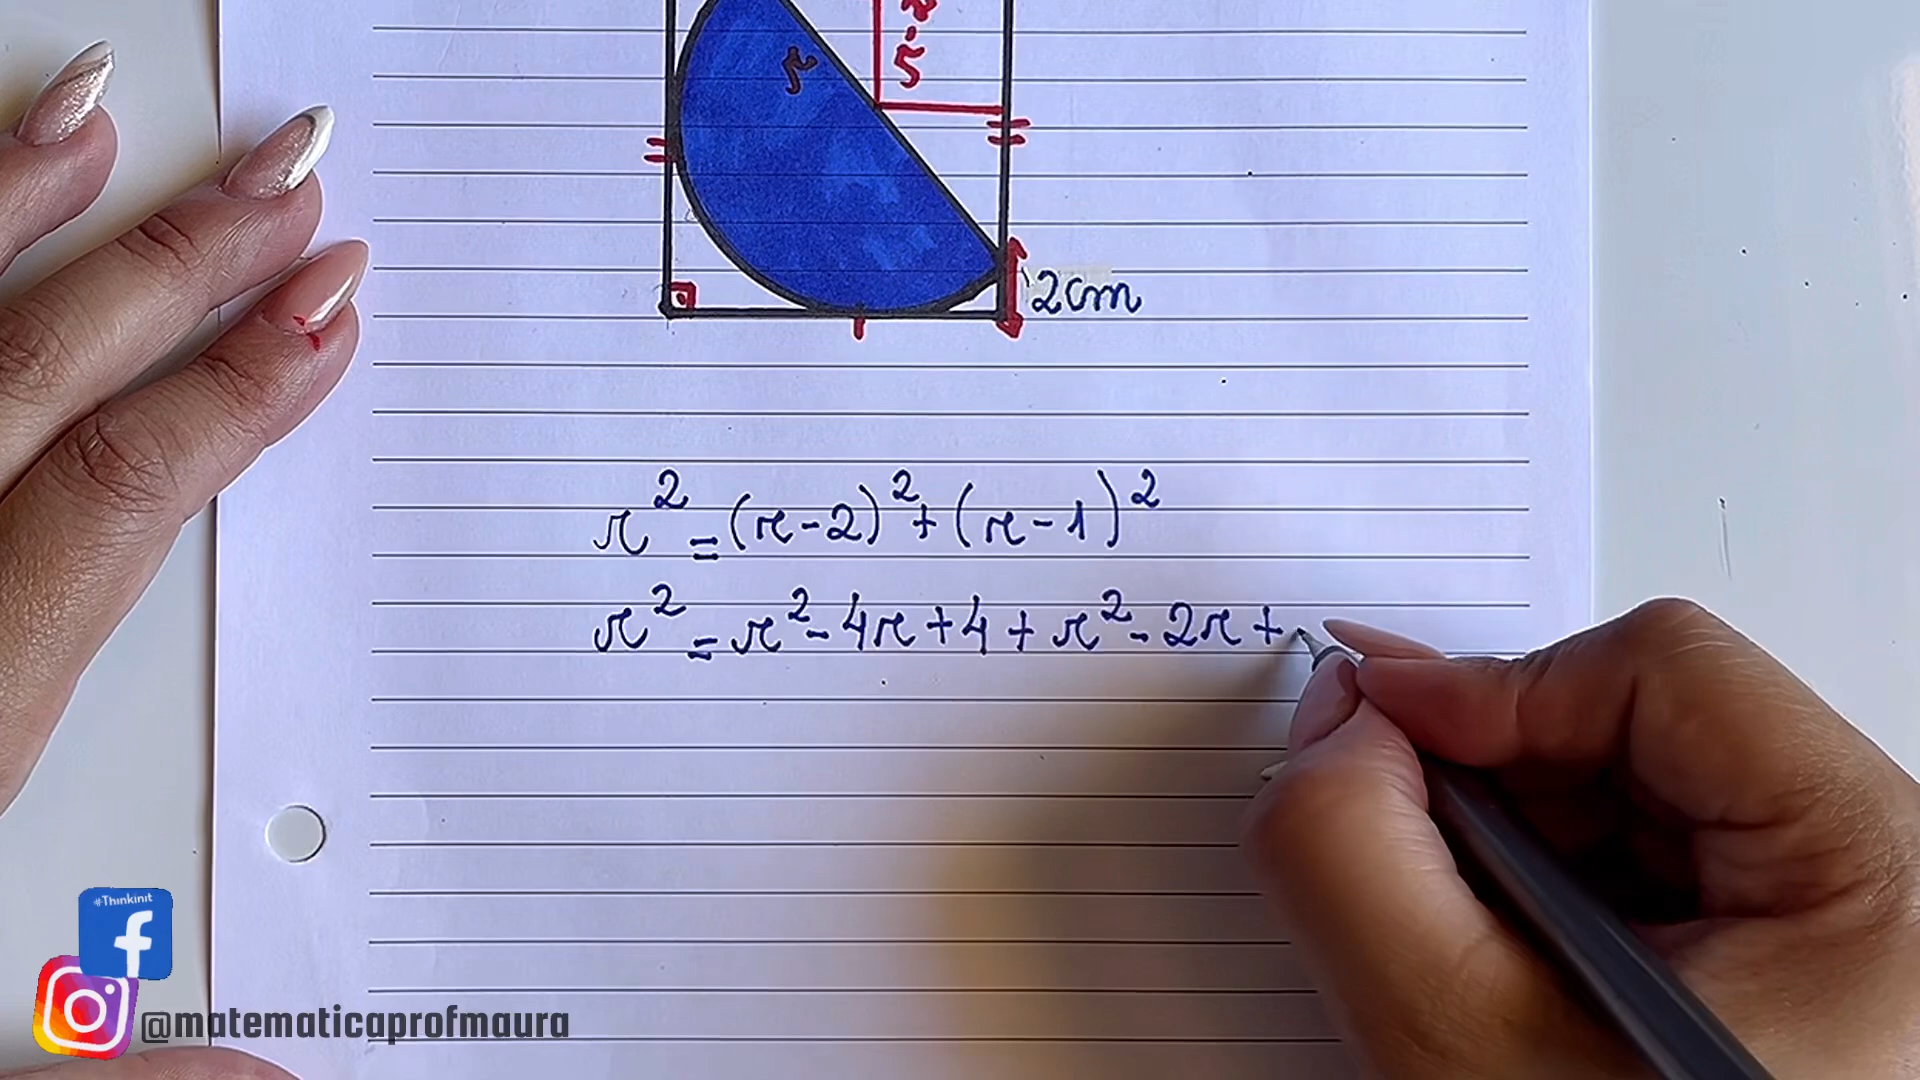 r
5
2cm
r² = (r-2)² + (r-1)²
r² = r² - 4r + 4 + r² - 2r +
#Thinkinit
f
@matematicaprofmaura